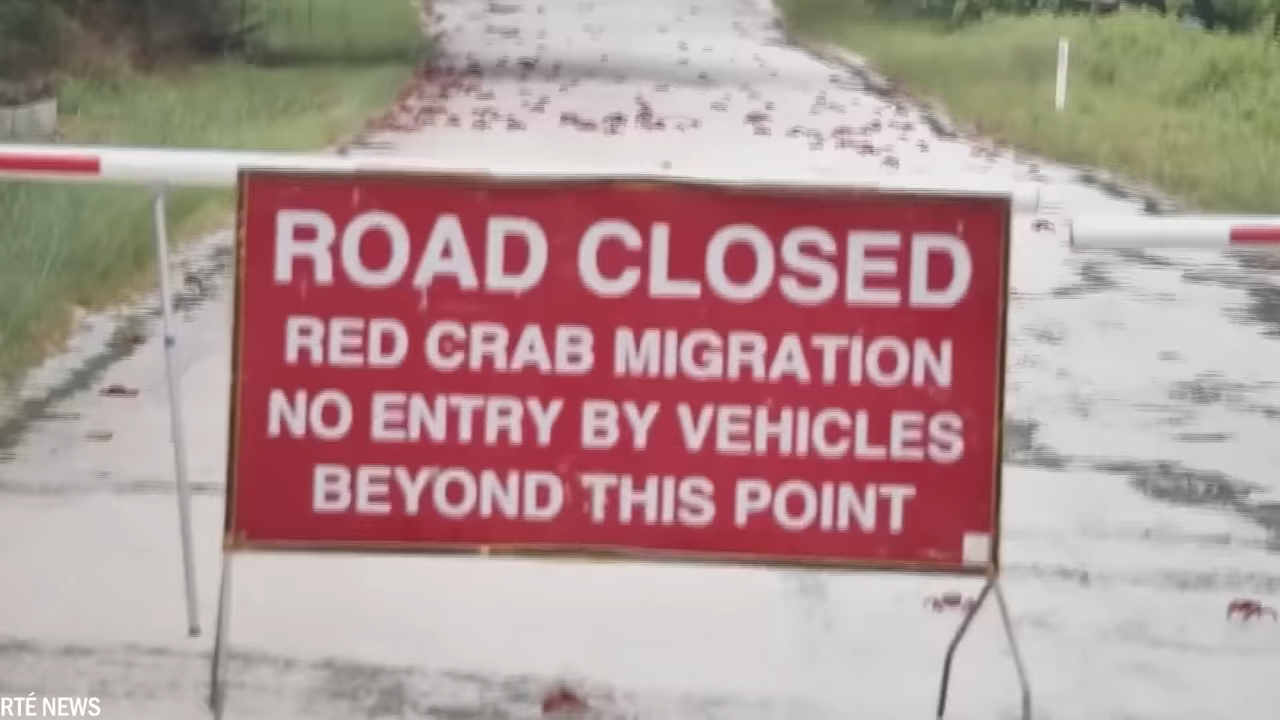 ROAD CLOSED
RED CRAB MIGRATION
NO ENTRY BY VEHICLES
BEYOND THIS POINT
RTÉ NEWS